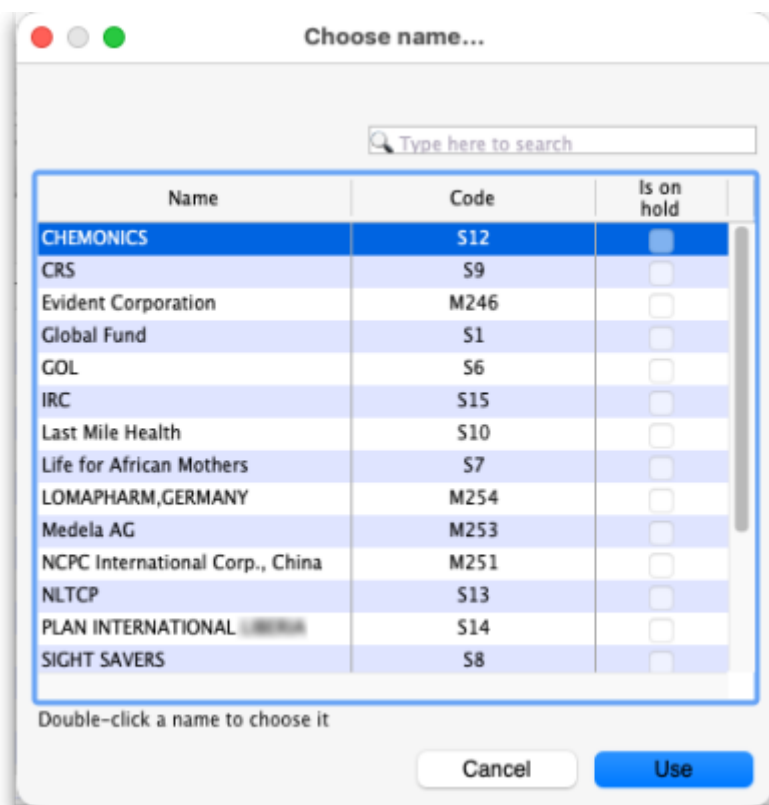 Choose name...
Type here to search
Name Code Is on hold
CHEMONICS S12
CRS S9
Evident Corporation M246
Global Fund S1
GOL S6
IRC S15
Last Mile Health S10
Life for African Mothers S7
LOMAPHARM,GERMANY M254
Medela AG M253
NCPC International Corp., China M251
NLTCP S13
PLAN INTERNATIONAL S14
SIGHT SAVERS S8
Double-click a name to choose it
Cancel Use